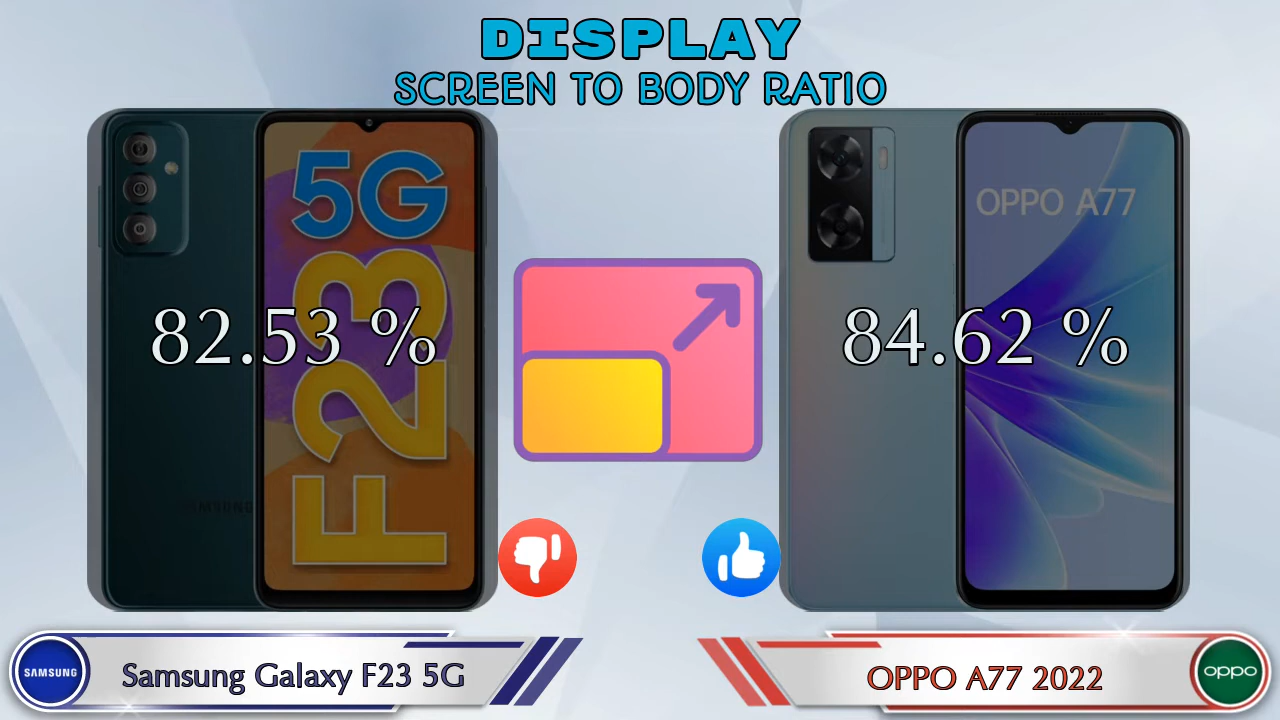 DISPLAY
SCREEN TO BODY RATIO
5G
F23
OPPO A77
82.53 %
84.62 %
SAMSUNG
SAMSUNG
Samsung Galaxy F23 5G
OPPO A77 2022
oppo